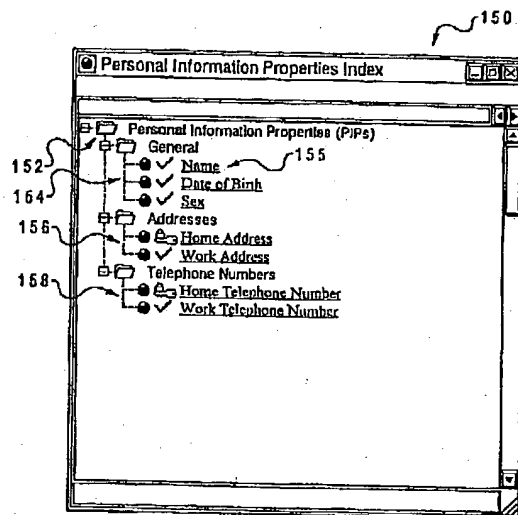 150
Personal Information Properties Index
Personal Information Properties (PIPs)
152
General
155
Name
164
Date of Birth
Sex
Addresses
156
Home Address
Work Address
Telephone Numbers
158
Home Telephone Number
Work Telephone Number